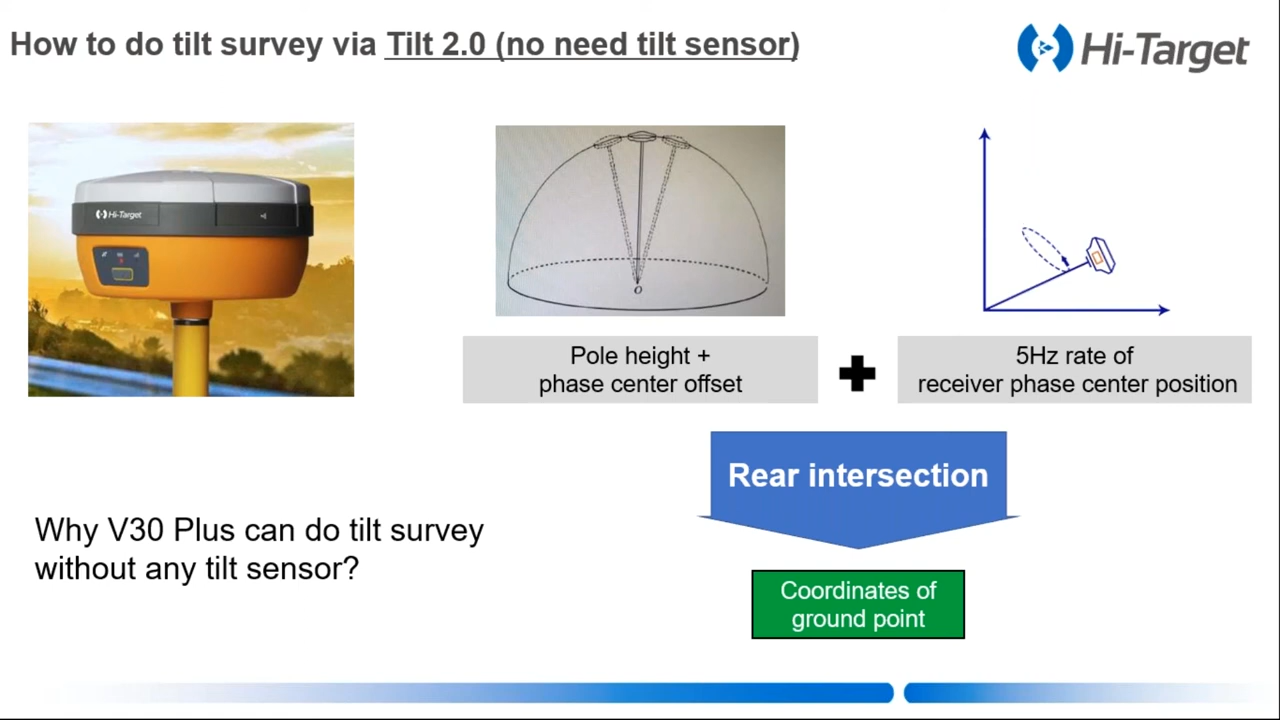 How to do tilt survey via Tilt 2.0 (no need tilt sensor)
Hi-Target
Hi-Target
O
Pole height +
phase center offset
5Hz rate of
receiver phase center position
Rear intersection
Why V30 Plus can do tilt survey
without any tilt sensor?
Coordinates of
ground point